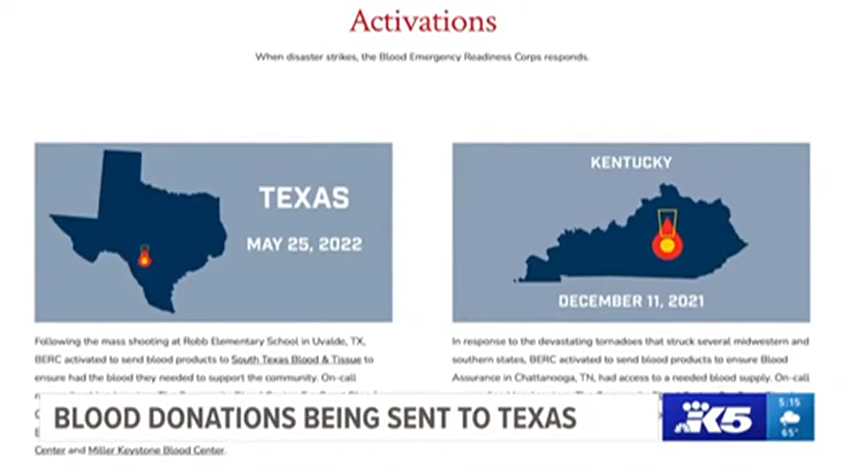 Activations
When disaster strikes, the Blood Emergency Readiness Corps responds.
TEXAS
MAY 25, 2022
KENTUCKY
DECEMBER 11, 2021
Following the mass shooting at Robb Elementary School in Uvalde, TX,
BERC activated to send blood products to South Texas Blood & Tissue to
ensure had the blood they needed to support the community. On-call
In response to the devastating tornadoes that struck several midwestern and
southern states, BERC activated to send blood products to ensure Blood
Assurance in Chattanooga, TN, had access to a needed blood supply. On-call
BLOOD DONATIONS BEING SENT TO TEXAS
K5
5:15
65°
Center and Miller Keystone Blood Center.